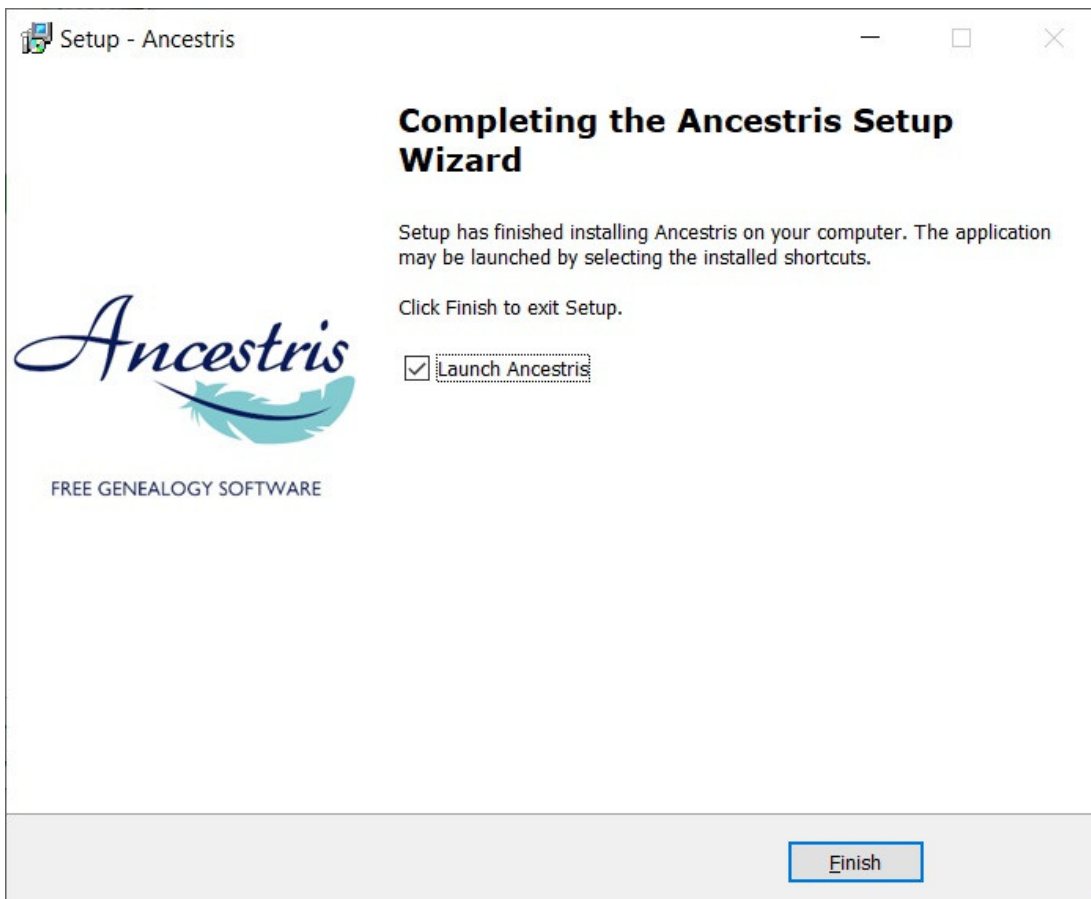 Setup - Ancestris
Completing the Ancestris Setup
Wizard
Setup has finished installing Ancestris on your computer. The application
may be launched by selecting the installed shortcuts.
Click Finish to exit Setup.
Launch Ancestris
Ancestris
FREE GENEALOGY SOFTWARE
Finish